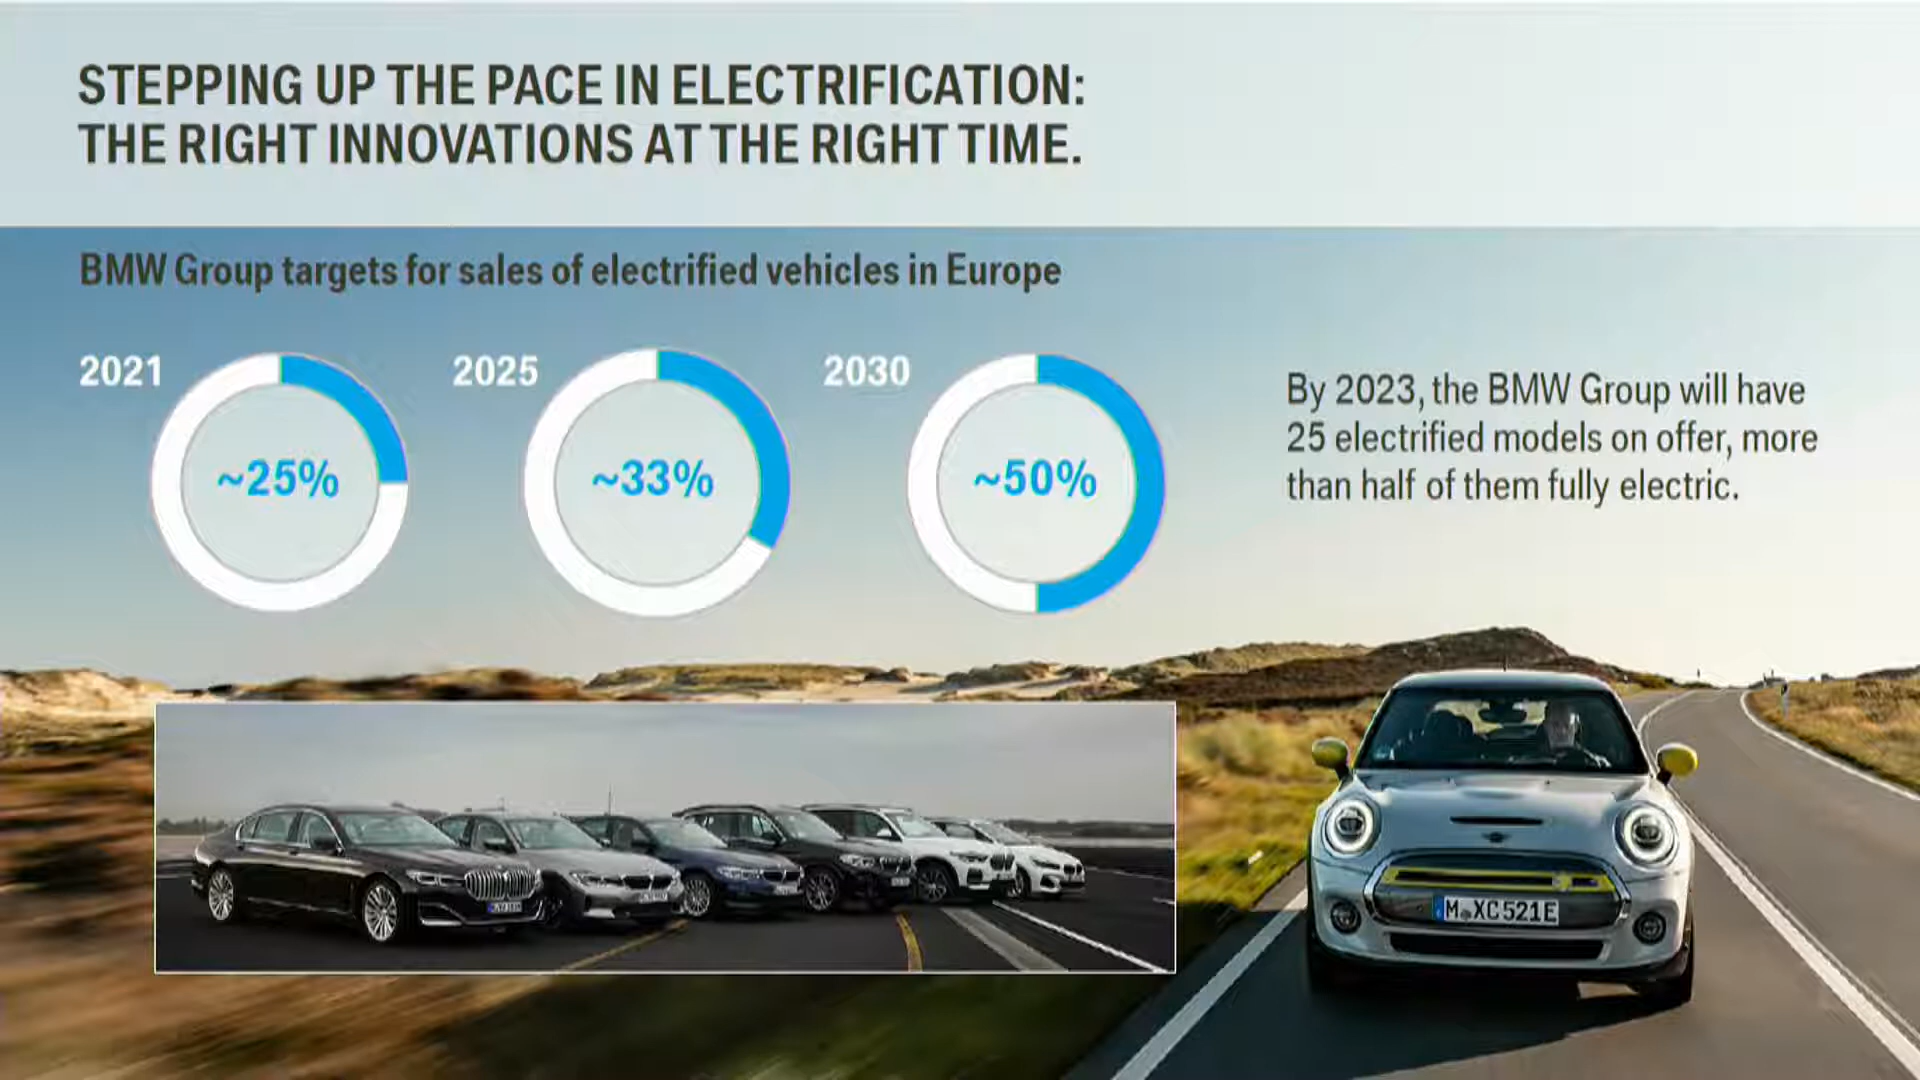 STEPPING UP THE PACE IN ELECTRIFICATION:
THE RIGHT INNOVATIONS AT THE RIGHT TIME.
BMW Group targets for sales of electrified vehicles in Europe
2021
~25%
2025
~33%
2030
~50%
By 2023, the BMW Group will have
25 electrified models on offer, more
than half of them fully electric.
M XC 521E